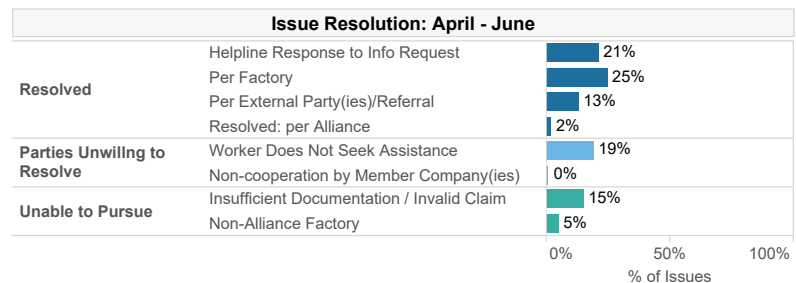 Issue Resolution: April - June
Resolved
Helpline Response to Info Request 21%
Per Factory 25%
Per External Party(ies)/Referral 13%
Resolved: per Alliance 2%
Parties Unwillng to
Resolve
Worker Does Not Seek Assistance 19%
Non-cooperation by Member Company(ies) 0%
Unable to Pursue
Insufficient Documentation / Invalid Claim 15%
Non-Alliance Factory 5%
0% 50% 100%
% of Issues